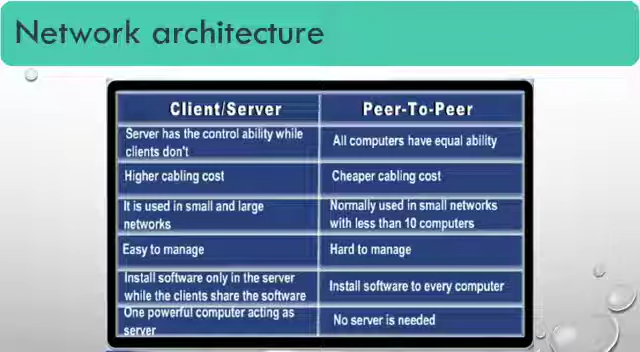 Network architecture
Client/Server
Peer-To-Peer
Server has the control ability while
clients don't
All computers have equal ability
Higher cabling cost
Cheaper cabling cost
It is used in small and large
networks
Normally used in small networks
with less than 10 computers
Easy to manage
Hard to manage
Install software only in the server
while the clients share the software
Install software to every computer
One powerful computer acting as
server
No server is needed